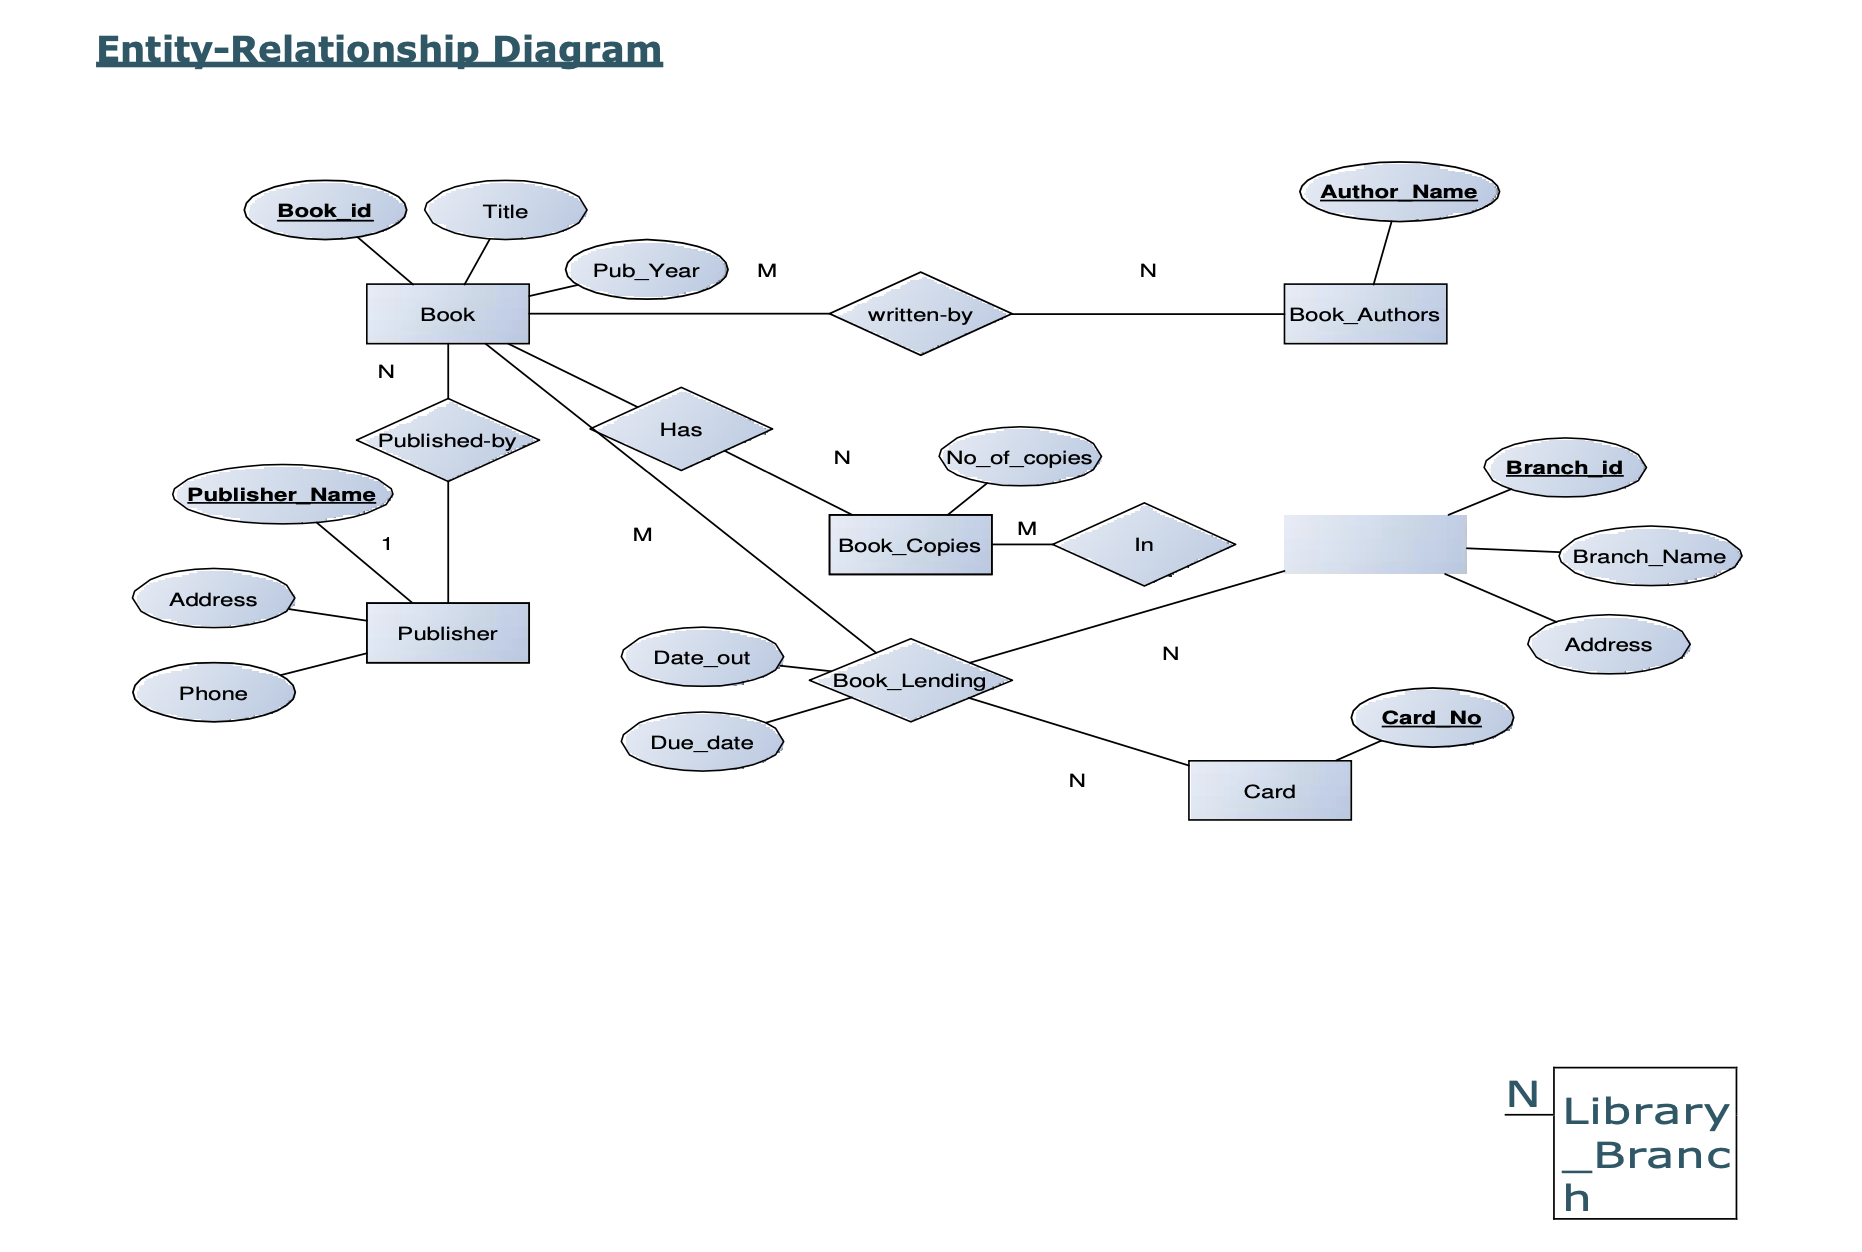 Entity-Relationship Diagram
Author_Name
Book_id
Title
Pub_Year
M
N
Book
written-by
Book_Authors
N
Has
Published-by
N
No_of_copies
Branch_id
Publisher_Name
M
M
1
Book_Copies
In
Branch_Name
Address
Publisher
Address
N
Date_out
Book_Lending
Phone
Card_No
Due_date
N
Card
N
Library
_Branc
h